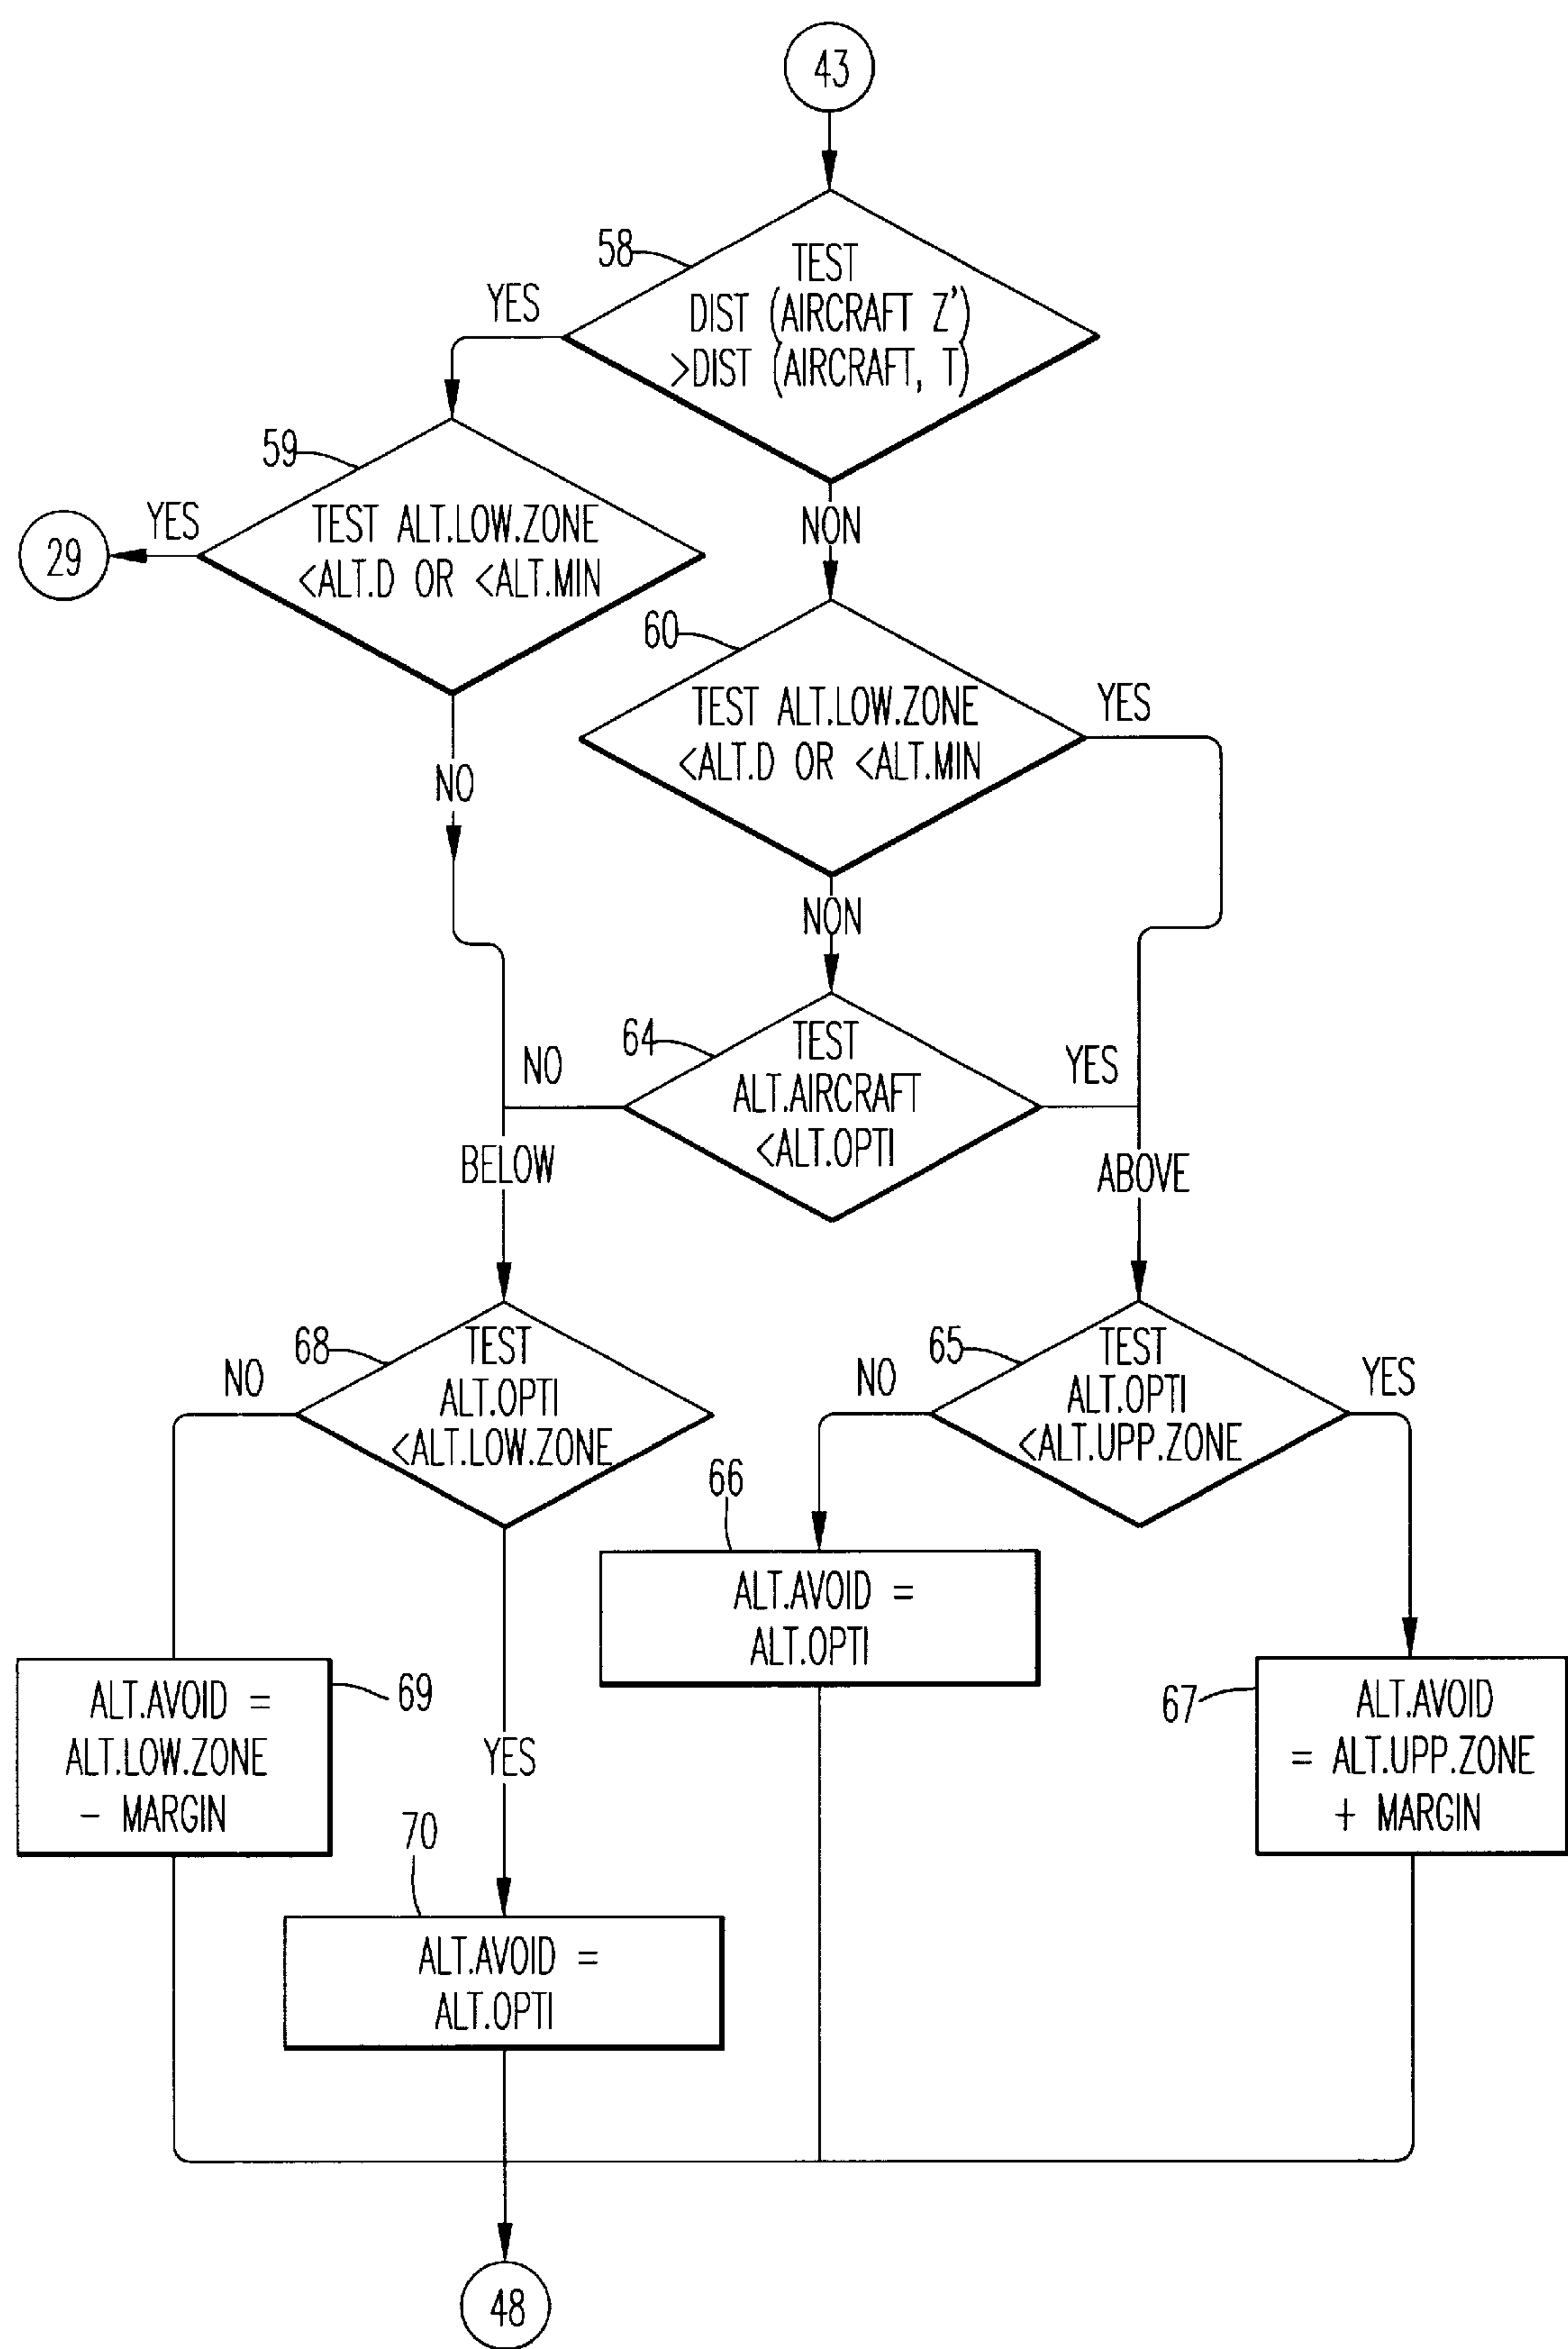 43
58
TEST
DIST (AIRCRAFT Z')
>DIST (AIRCRAFT, T)
YES
59
TEST ALT.LOW.ZONE
<ALT.D OR <ALT.MIN
YES
29
NON
60
TEST ALT.LOW.ZONE
<ALT.D OR <ALT.MIN
YES
NO
NON
64
TEST
ALT.AIRCRAFT
<ALT.OPTI
NO
YES
BELOW
ABOVE
68
TEST
ALT.OPTI
<ALT.LOW.ZONE
NO
65
TEST
ALT.OPTI
<ALT.UPP.ZONE
NO
YES
66
ALT.AVOID =
ALT.OPTI
ALT.AVOID =
ALT.LOW.ZONE
- MARGIN
69
YES
67
ALT.AVOID
= ALT.UPP.ZONE
+ MARGIN
70
ALT.AVOID =
ALT.OPTI
48